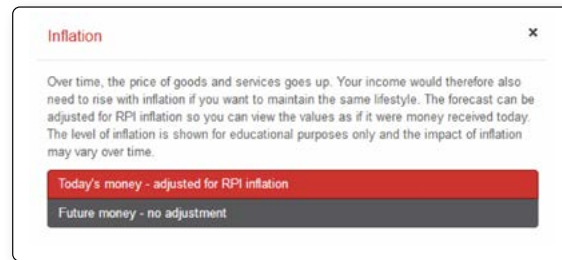 Inflation
×
Over time, the price of goods and services goes up. Your income would therefore also
need to rise with inflation if you want to maintain the same lifestyle. The forecast can be
adjusted for RPI inflation so you can view the values as if it were money received today.
The level of inflation is shown for educational purposes only and the impact of inflation
may vary over time.
Today's money - adjusted for RPI inflation
Future money - no adjustment